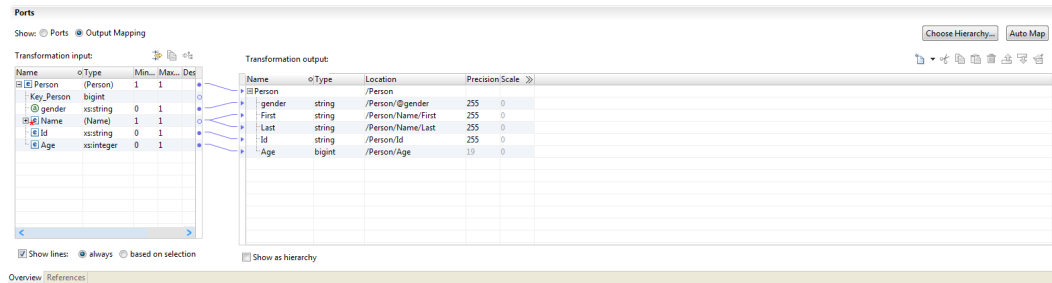 Ports
Show: Ports Output Mapping
Choose Hierarchy... Auto Map
Transformation input:
Name Type Min... Max... Des
Person (Person) 1 1
Key_Person bigint
gender xs:string 0 1
Name (Name) 1 1
Id xs:string 0 1
Age xs:integer 0 1
Show lines: always based on selection
Transformation output:
Name Type Location Precision Scale »
Person /Person
gender string /Person/@gender 255 0
First string /Person/Name/First 255 0
Last string /Person/Name/Last 255 0
Id string /Person/Id 255 0
Age bigint /Person/Age 19 0
Show as hierarchy
Overview References